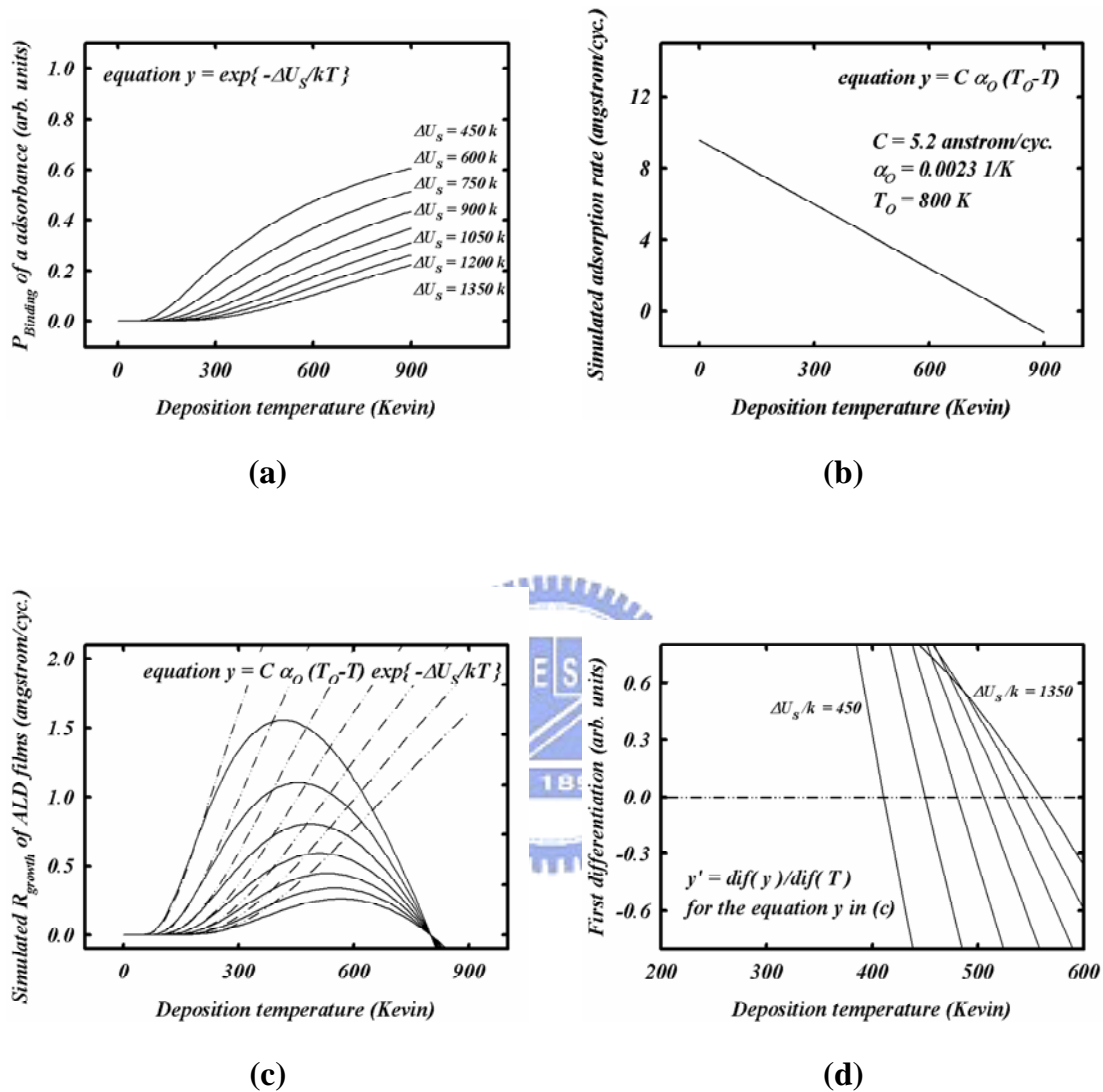 equation y = exp{ -ΔU_S/kT}
P_Binding of a adsorbance (arb. units)
1.0
0.8
0.6
0.4
0.2
0.0
ΔU_S = 450 k
ΔU_S = 600 k
ΔU_S = 750 k
ΔU_S = 900 k
ΔU_S = 1050 k
ΔU_S = 1200 k
ΔU_S = 1350 k
0 300 600 900
Deposition temperature (Kevin)
(a)
equation y = C α_O (T_O-T)
C = 5.2 anstrom/cyc.
α_O = 0.0023 1/K
T_O = 800 K
Sinulated adsorption rate (angstrom/cyc.)
12
8
4
0
0 300 600 900
Deposition temperature (Kevin)
(b)
equation y = C α_O (T_O-T) exp{ -ΔU_S/kT}
Simulated R_growth of ALD films (angstrom/cyc.)
2.0
1.5
1.0
0.5
0.0
0 300 600 900
Deposition temperature (Kevin)
(c)
E S
189
First differentiation (arb. units)
0.6
0.3
0.0
-0.3
-0.6
ΔU_S /k = 450
ΔU_S /k = 1350
y' = dif( y )/dif( T )
for the equation y in (c)
200 300 400 500 600
Deposition temperature (Kevin)
(d)